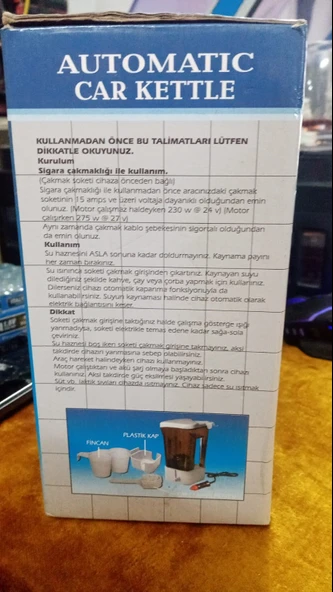 AUTOMATIC
CAR KETTLE
KULLANMADAN ÖNCE BU TALİMATLARI LÜTFEN
DİKKATLE OKUYUNUZ.
Kurulum
Sigara çakmaklığı ile kullanım.
(Çakmak soketi cihaza önceden bağlı)
Sigara çakmaklığı ile kullanmadan önce aracınızdaki çakmak
soketinin 15 amps ve üzeri voltaja dayanıklı olduğundan emin
olunuz. (Motor çalışmaz haldeyken 230 w @ 24 v) (Motor
çalışırken 275 w @ 27 v)
Aynı zamanda çakmak kablo şebekesinin sigortalı olduğundan
da emin olunuz.
Kullanım
Su haznesini ASLA sonuna kadar doldurmayınız. Kaynama payını
her zaman bırakınız.
Su ısınınca soketi çakmak girişinden çıkartınız. Kaynayan suyu
dilediğiniz şekilde kahve, çay veya çorba yapmak için kullanınız.
Dilerseniz cihazı otomatik kapanma fonksiyonuyla da
kullanabilirsiniz. Suyun kaynaması halinde cihaz otomatik olarak
elektrik bağlantısını keser.
Dikkat
Soketi çakmak girişine taktığınız halde çalışma gösterge ışığı
yanmadıysa, soketi elektrikle temas edene kadar sağa-sola
çeviriniz.
Su haznesi boş iken soketi çakmak girişine takmayınız, aksi
takdirde cihazın yanmasına sebep olabilirsiniz.
Araç, hareket halindeyken cihazı kullanmayınız.
Motor çalıştıktan ve akü şarj olmaya başladıktan sonra cihazı
kullanınız. Aksi takdirde güç eksilmesi yaşayabilirsiniz.
Süt vb. laktik sıvıları cihazda ısıtmayınız. Cihaz sadece su ısıtmak
içindir.
FİNCAN
PLASTİK KAP